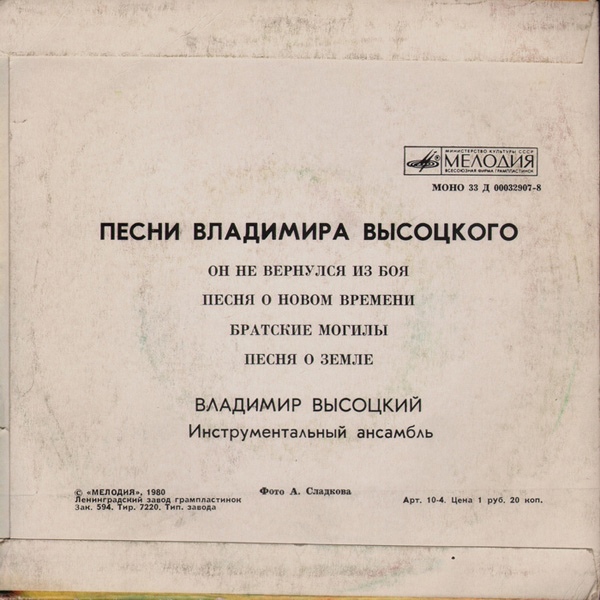 МИНИСТЕРСТВО КУЛЬТУРЫ СССР
МЕЛОДИЯ
ВСЕСОЮЗНАЯ ФИРМА ГРАМПЛАСТИНОК
МОНО 33 Д 00032907-8
ПЕСНИ ВЛАДИМИРА ВЫСОЦКОГО
ОН НЕ ВЕРНУЛСЯ ИЗ БОЯ
ПЕСНЯ О НОВОМ ВРЕМЕНИ
БРАТСКИЕ МОГИЛЫ
ПЕСНЯ О ЗЕМЛЕ
ВЛАДИМИР ВЫСОЦКИЙ
Инструментальный ансамбль
© «МЕЛОДИЯ», 1980
Ленинградский завод грампластинок
Зак. 594. Тир. 7220. Тип. завода
Фото А. Сладкова
Арт. 10-4. Цена 1 руб. 20 коп.